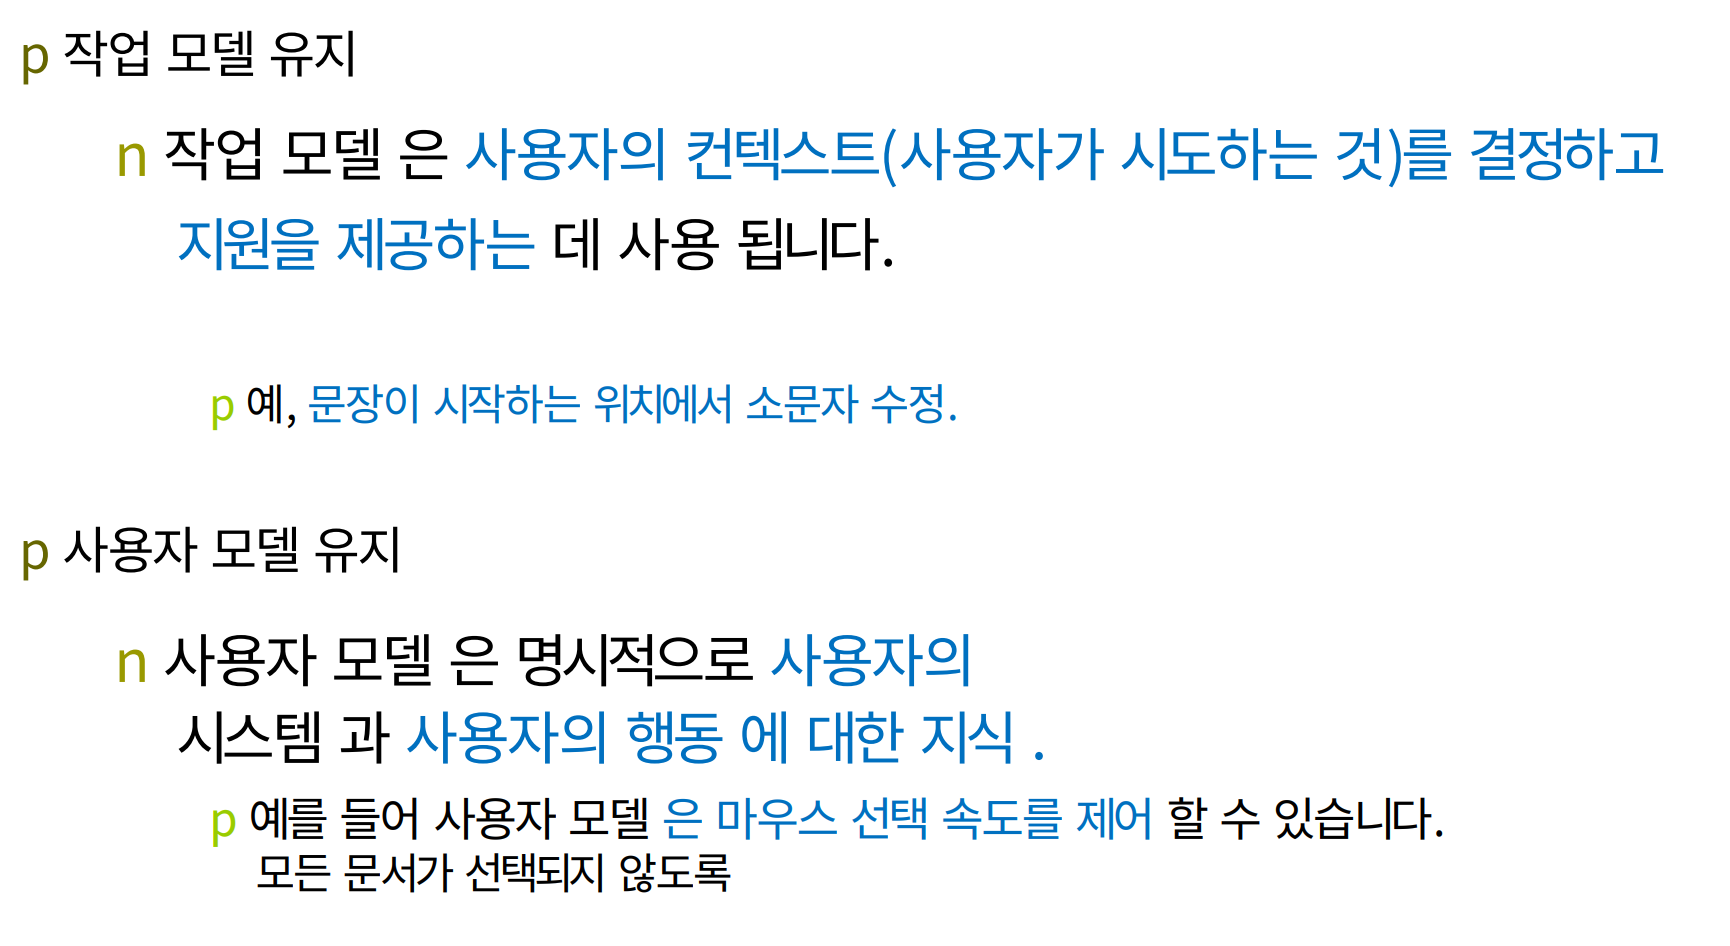 p 작업 모델 유지
n 작업 모델 은 사용자의 컨텍스트(사용자가 시도하는 것)를 결정하고
지원을 제공하는 데 사용 됩니다.
p 예, 문장이 시작하는 위치에서 소문자 수정.
p 사용자 모델 유지
n 사용자 모델 은 명시적으로 사용자의
시스템 과 사용자의 행동 에 대한 지식 .
p 예를 들어 사용자 모델 은 마우스 선택 속도를 제어 할 수 있습니다.
모든 문서가 선택되지 않도록